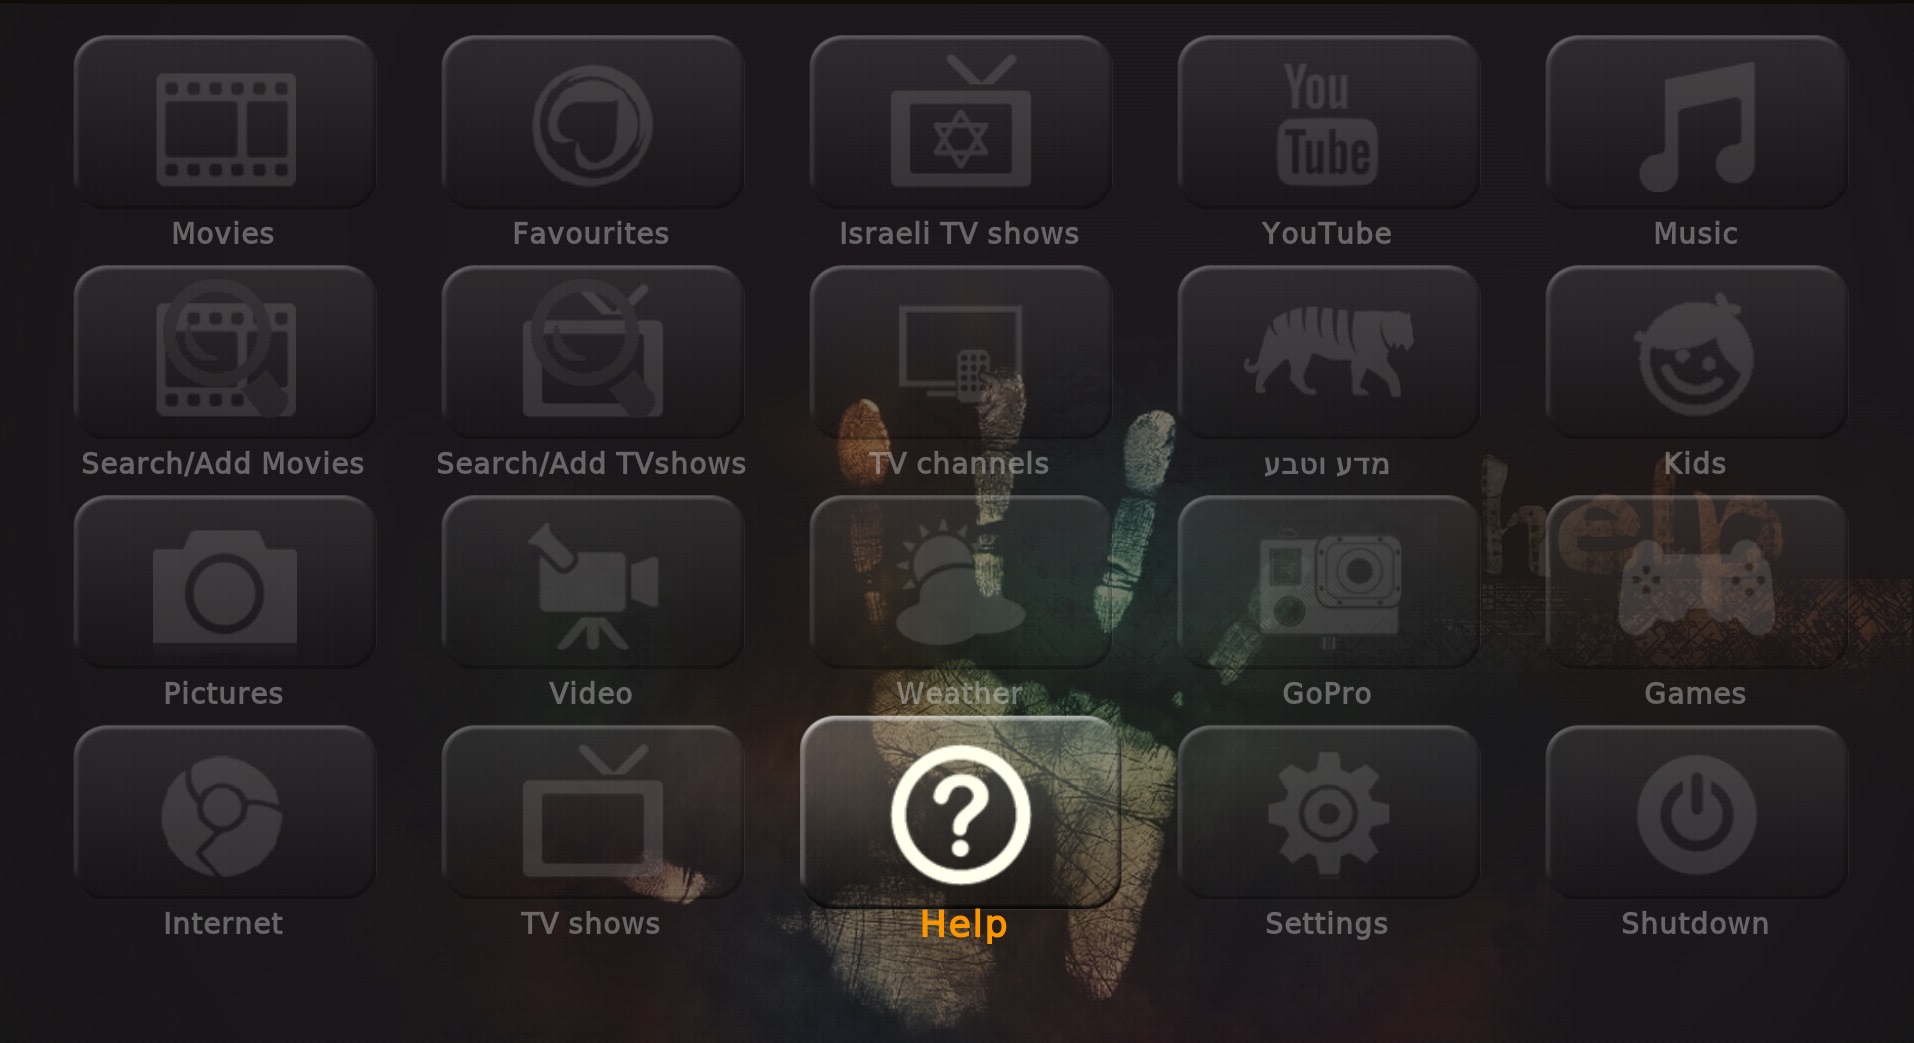 You
Tube
Movies
Favourites
Israeli TV shows
YouTube
Music
Search/Add Movies
Search/Add TVshows
TV channels
מדע וטבע
Kids
help
Pictures
Video
Weather
GoPro
Games
Internet
TV shows
Help
Settings
Shutdown